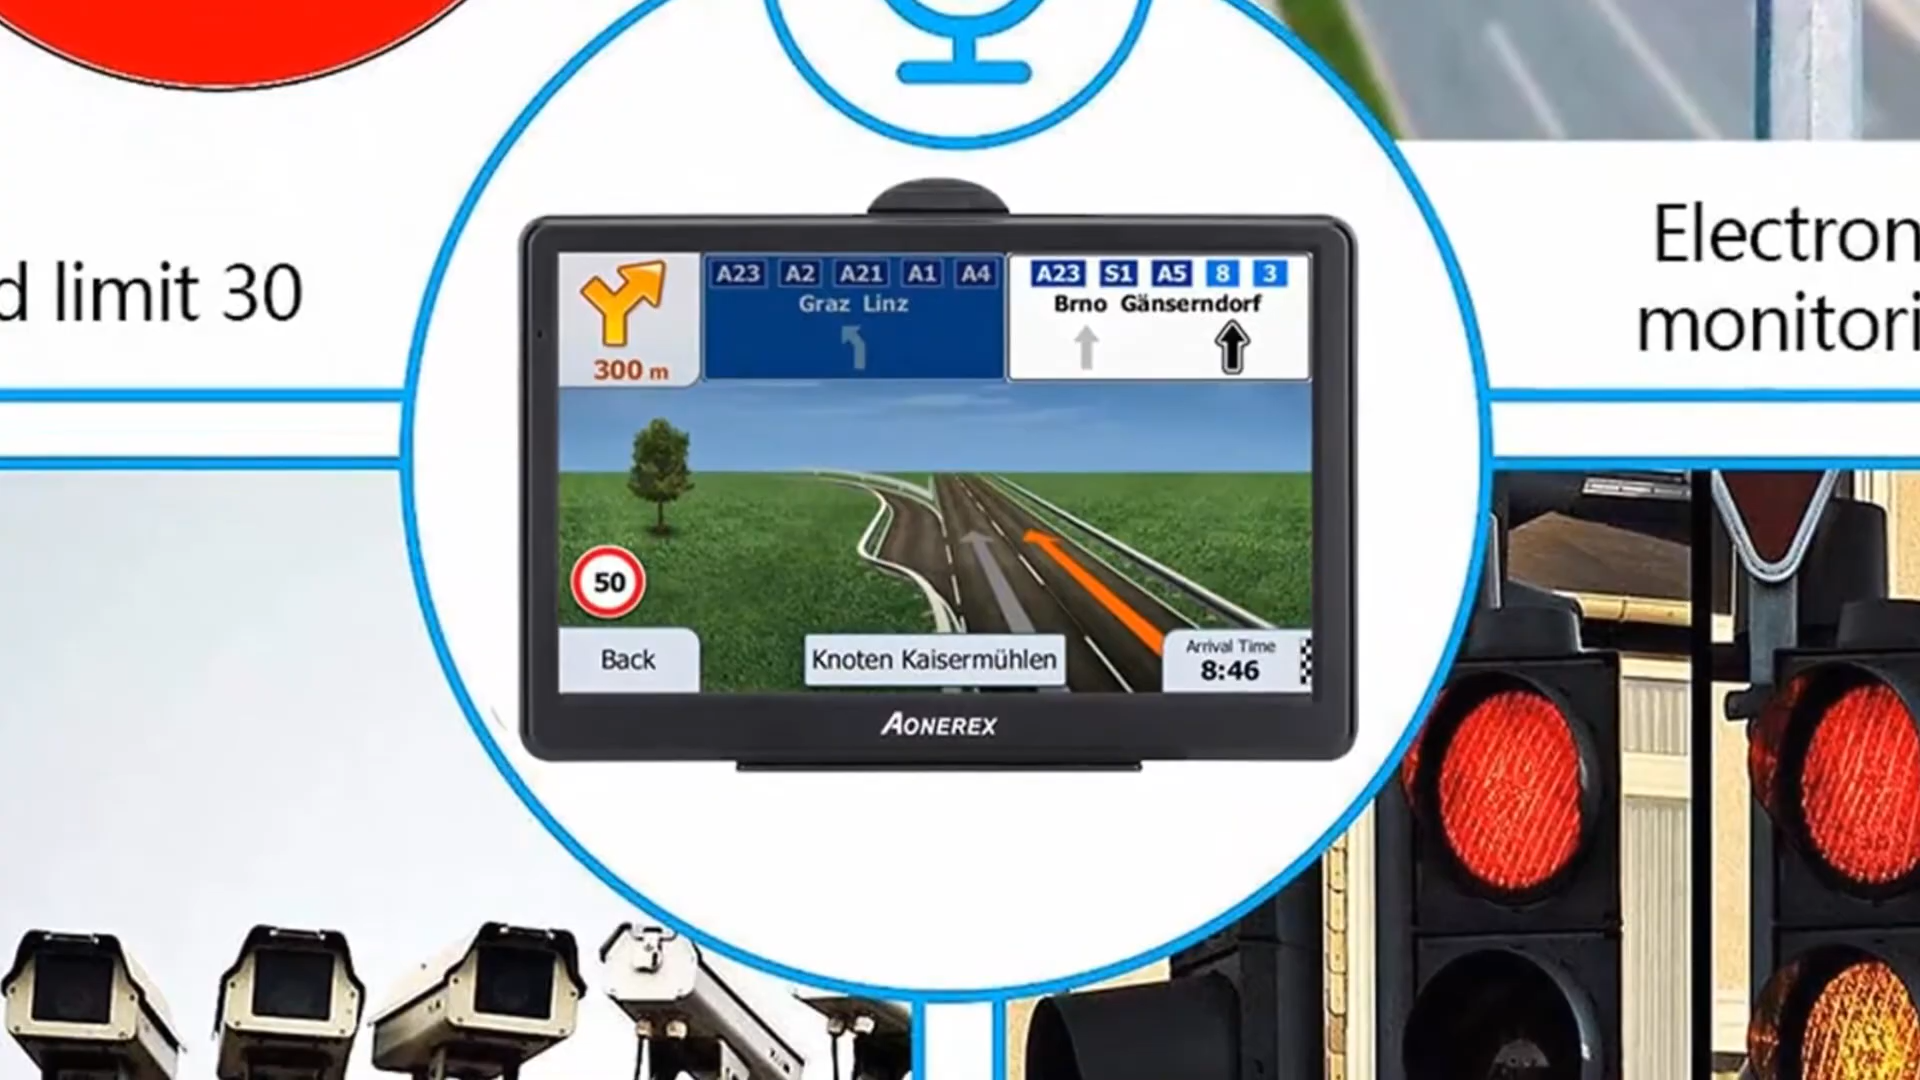 d limit 30
Electron
monitori
300 m
A23 A2 A21 A1 A4
Graz Linz
A23 S1 A5 8 3
Brno Gänserndorf
50
Back
Knoten Kaisermühlen
Arrival Time
8:46
AONEREX